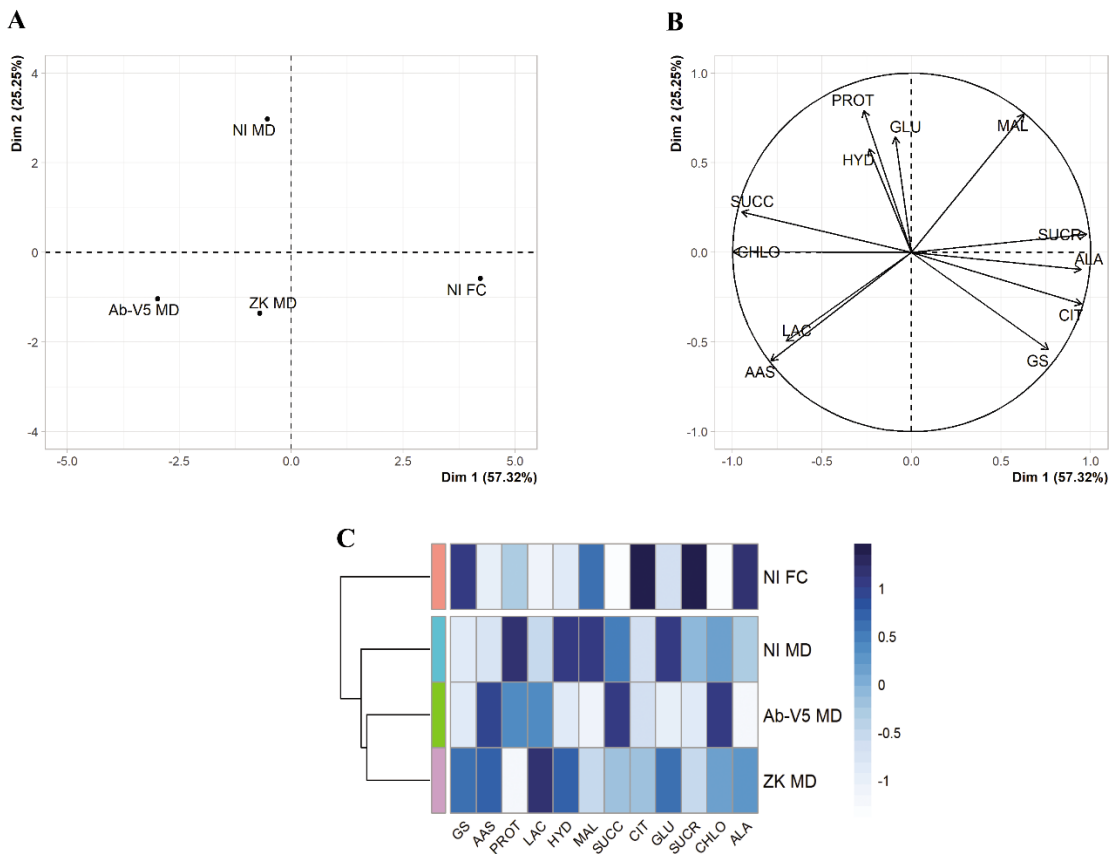 A
Dim 2 (25.25%)
4
2
0
-2
-4
NI MD
NI FC
Ab-V5 MD
ZK MD
-5.0
-2.5
0.0
2.5
5.0
Dim 1 (57.32%)
B
Dim 2 (25.25%)
1.0
0.5
0.0
-0.5
-1.0
PROT
GLU
MAL
HYD
SUCC
SUCR
CHLO
ALA
CIT
LAC
GS
AAS
-1.0
-0.5
0.0
0.5
1.0
Dim 1 (57.32%)
C
NI FC
NI MD
Ab-V5 MD
ZK MD
GS
AAS
PROT
LAC
HYD
MAL
SUCC
CIT
GLU
SUCR
CHLO
ALA
1
0.5
0
-0.5
-1